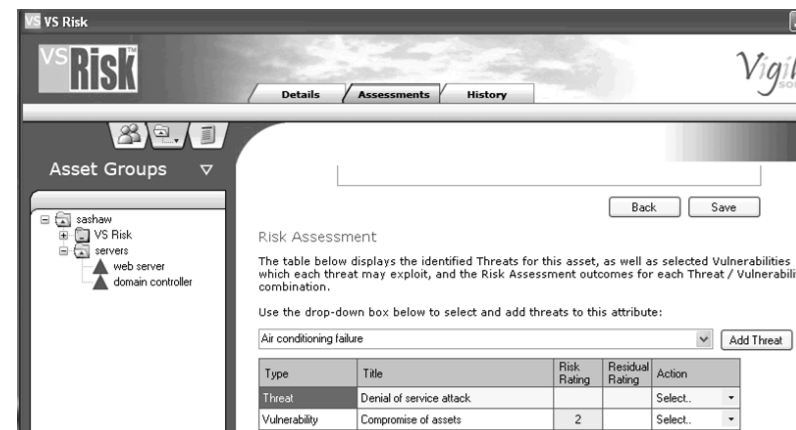 VS VS Risk
VS Risk™
Details Assessments History
Asset Groups
sashaw
VS Risk
servers
web server
domain controller
Back Save
Risk Assessment
The table below displays the identified Threats for this asset, as well as selected Vulnerabilities
which each threat may exploit, and the Risk Assessment outcomes for each Threat /
combination.
Use the drop-down box below to select and add threats to this attribute:
Air conditioning failure Add Threat
Type Title Risk Rating Residual Rating Action
Threat Denial of service attack Select..
Vulnerability Compromise of assets 2 Select..